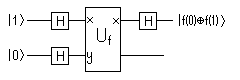 |1⟩ H x x H |f(0)⊕f(1)⟩
U_f
|0⟩ H y